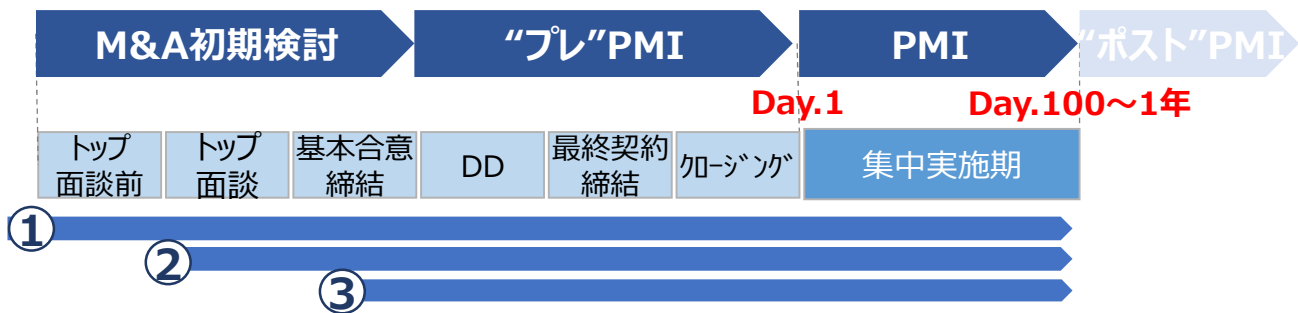 M&A初期検討
“プレ”PMI
PMI
“ポスト”PMI
Day.1
Day.100～1年
トップ
面談前
トップ
面談
基本合意
締結
DD
最終契約
締結
ｸﾛｰｼﾞﾝｸﾞ
集中実施期
①
②
③